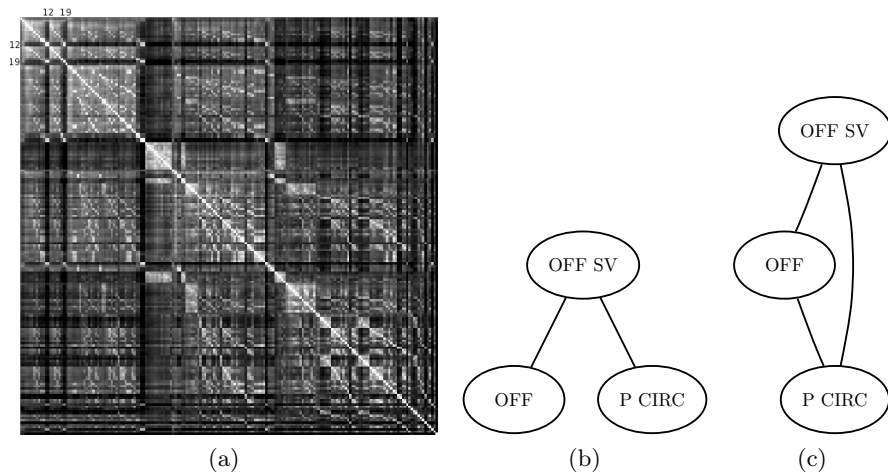 12 19
12
19
OFF SV
OFF SV
OFF
OFF
P CIRC
P CIRC
(a)
(b)
(c)